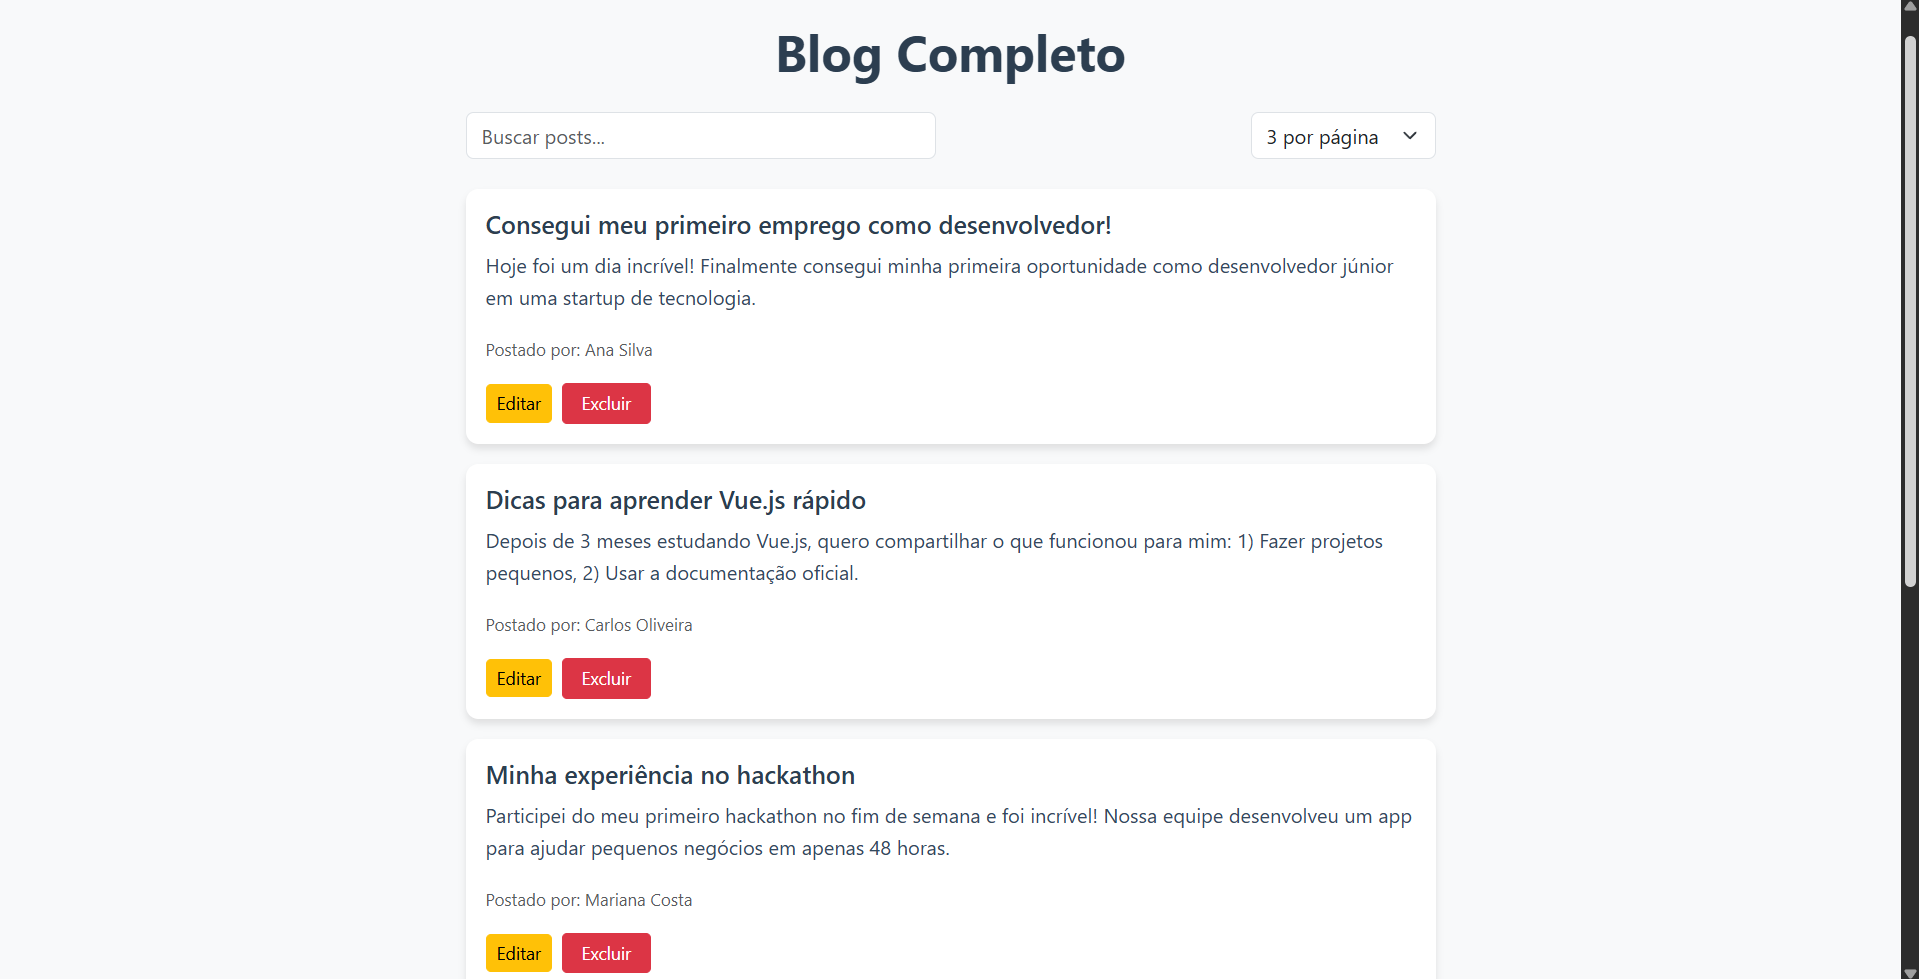 Blog Completo
Buscar posts...
3 por página
Consegui meu primeiro emprego como desenvolvedor!
Hoje foi um dia incrível! Finalmente consegui minha primeira oportunidade como desenvolvedor júnior
em uma startup de tecnologia.
Postado por: Ana Silva
Editar Excluir
Dicas para aprender Vue.js rápido
Depois de 3 meses estudando Vue.js, quero compartilhar o que funcionou para mim: 1) Fazer projetos
pequenos, 2) Usar a documentação oficial.
Postado por: Carlos Oliveira
Editar Excluir
Minha experiência no hackathon
Participei do meu primeiro hackathon no fim de semana e foi incrível! Nossa equipe desenvolveu um app
para ajudar pequenos negócios em apenas 48 horas.
Postado por: Mariana Costa
Editar Excluir